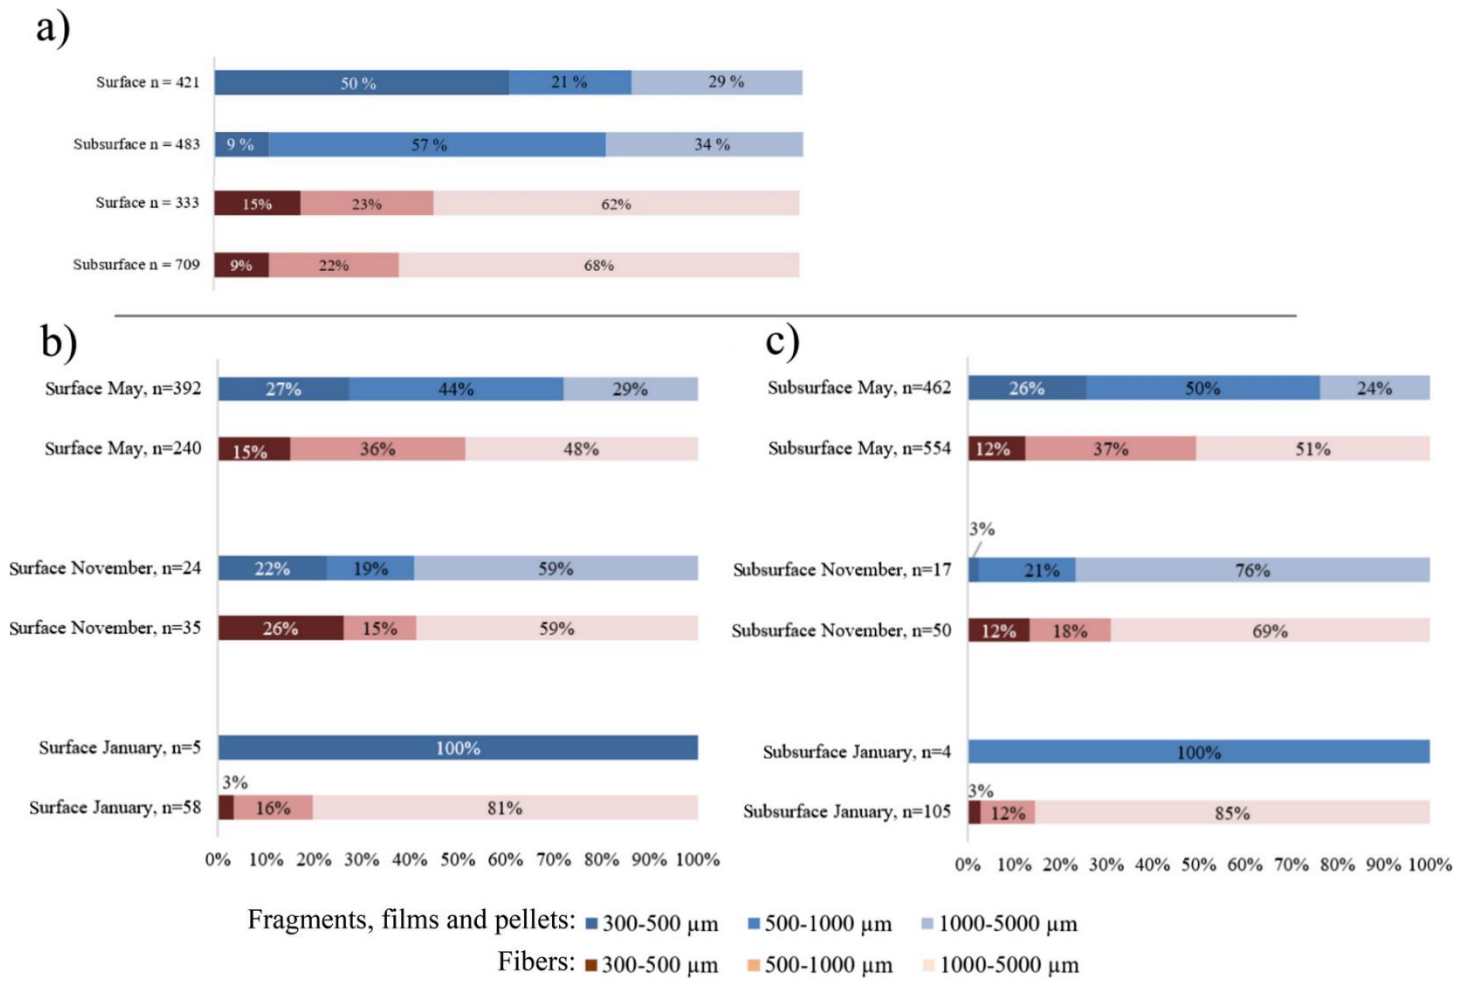 a)
Surface n = 421
50 %
21 %
29 %
Subsurface n = 483
9 %
57 %
34 %
Surface n = 333
15%
23%
62%
Subsurface n = 709
9%
22%
68%
b)
Surface May, n=392
27%
44%
29%
Surface May, n=240
15%
36%
48%
Surface November, n=24
22%
19%
59%
Surface November, n=35
26%
15%
59%
Surface January, n=5
100%
3%
Surface January, n=58
16%
81%
0% 10% 20% 30% 40% 50% 60% 70% 80% 90% 100%
c)
Subsurface May, n=462
26%
50%
24%
Subsurface May, n=554
12%
37%
51%
3%
Subsurface November, n=17
21%
76%
Subsurface November, n=50
12%
18%
69%
Subsurface January, n=4
100%
3%
Subsurface January, n=105
12%
85%
0% 10% 20% 30% 40% 50% 60% 70% 80% 90% 100%
Fragments, films and pellets: 300-500 µm 500-1000 µm 1000-5000 µm
Fibers: 300-500 µm 500-1000 µm 1000-5000 µm